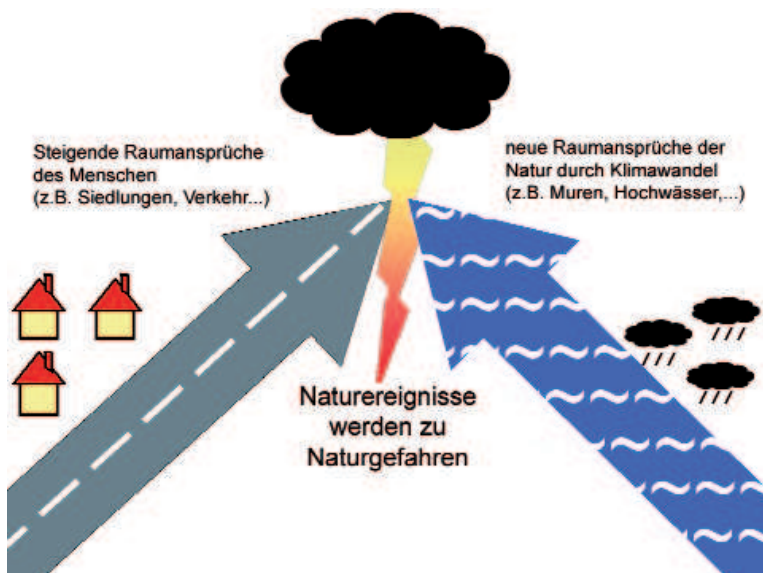 Steigende Raumansprüche
des Menschen
(z.B. Siedlungen, Verkehr...)
neue Raumansprüche der
Natur durch Klimawandel
(z.B. Muren, Hochwässer,...)
Naturereignisse
werden zu
Naturgefahren